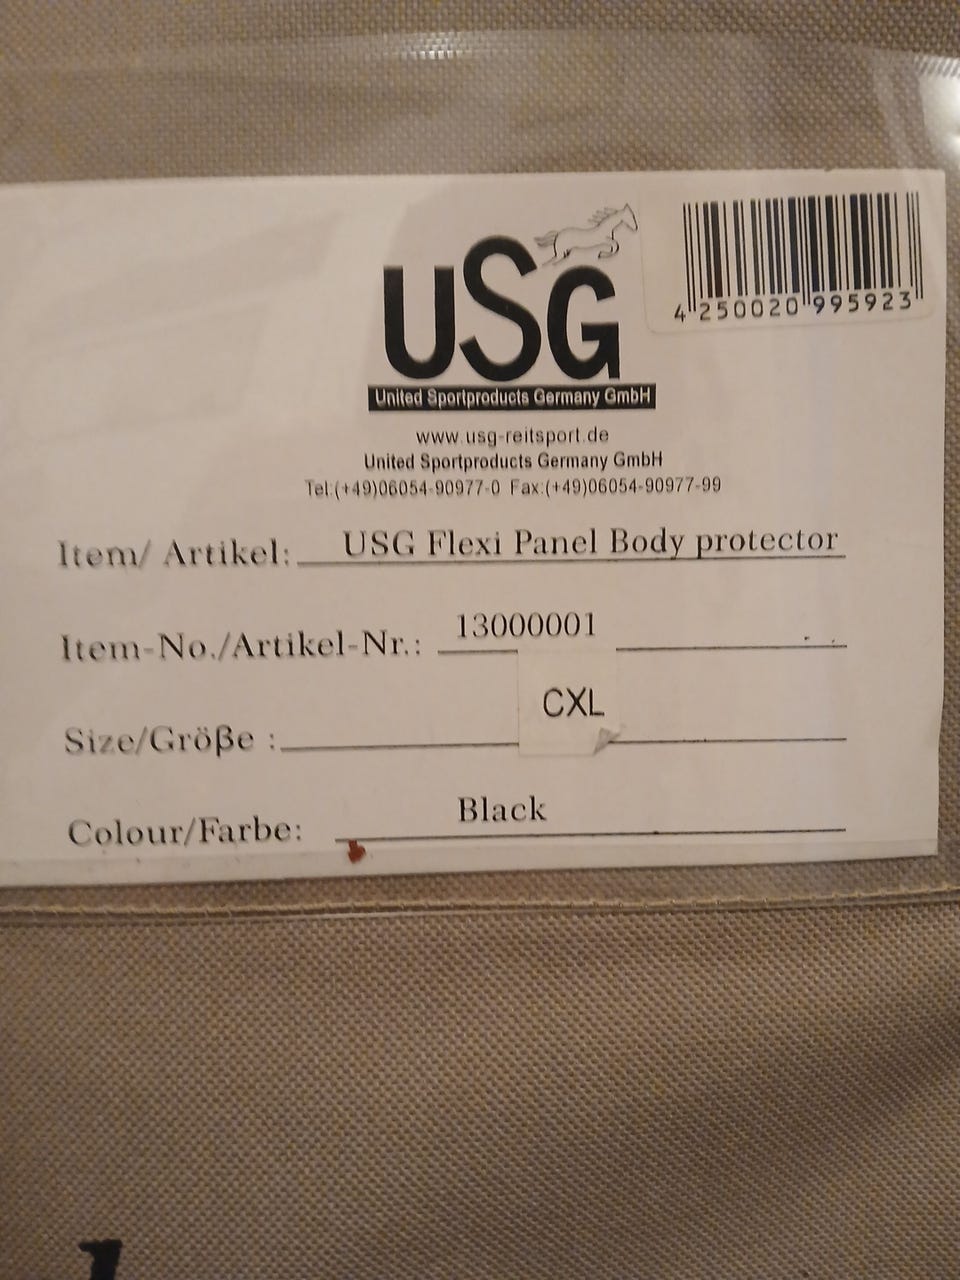 USG
4 250020 995923
United Sportproducts Germany GmbH
www.usg-reitsport.de
United Sportproducts Germany GmbH
Tel:(+49)06054-90977-0 Fax:(+49)06054-90977-99
Item/ Artikel: USG Flexi Panel Body protector
Item-No./Artikel-Nr.: 13000001
CXL
Size/Größe :
Colour/Farbe: Black